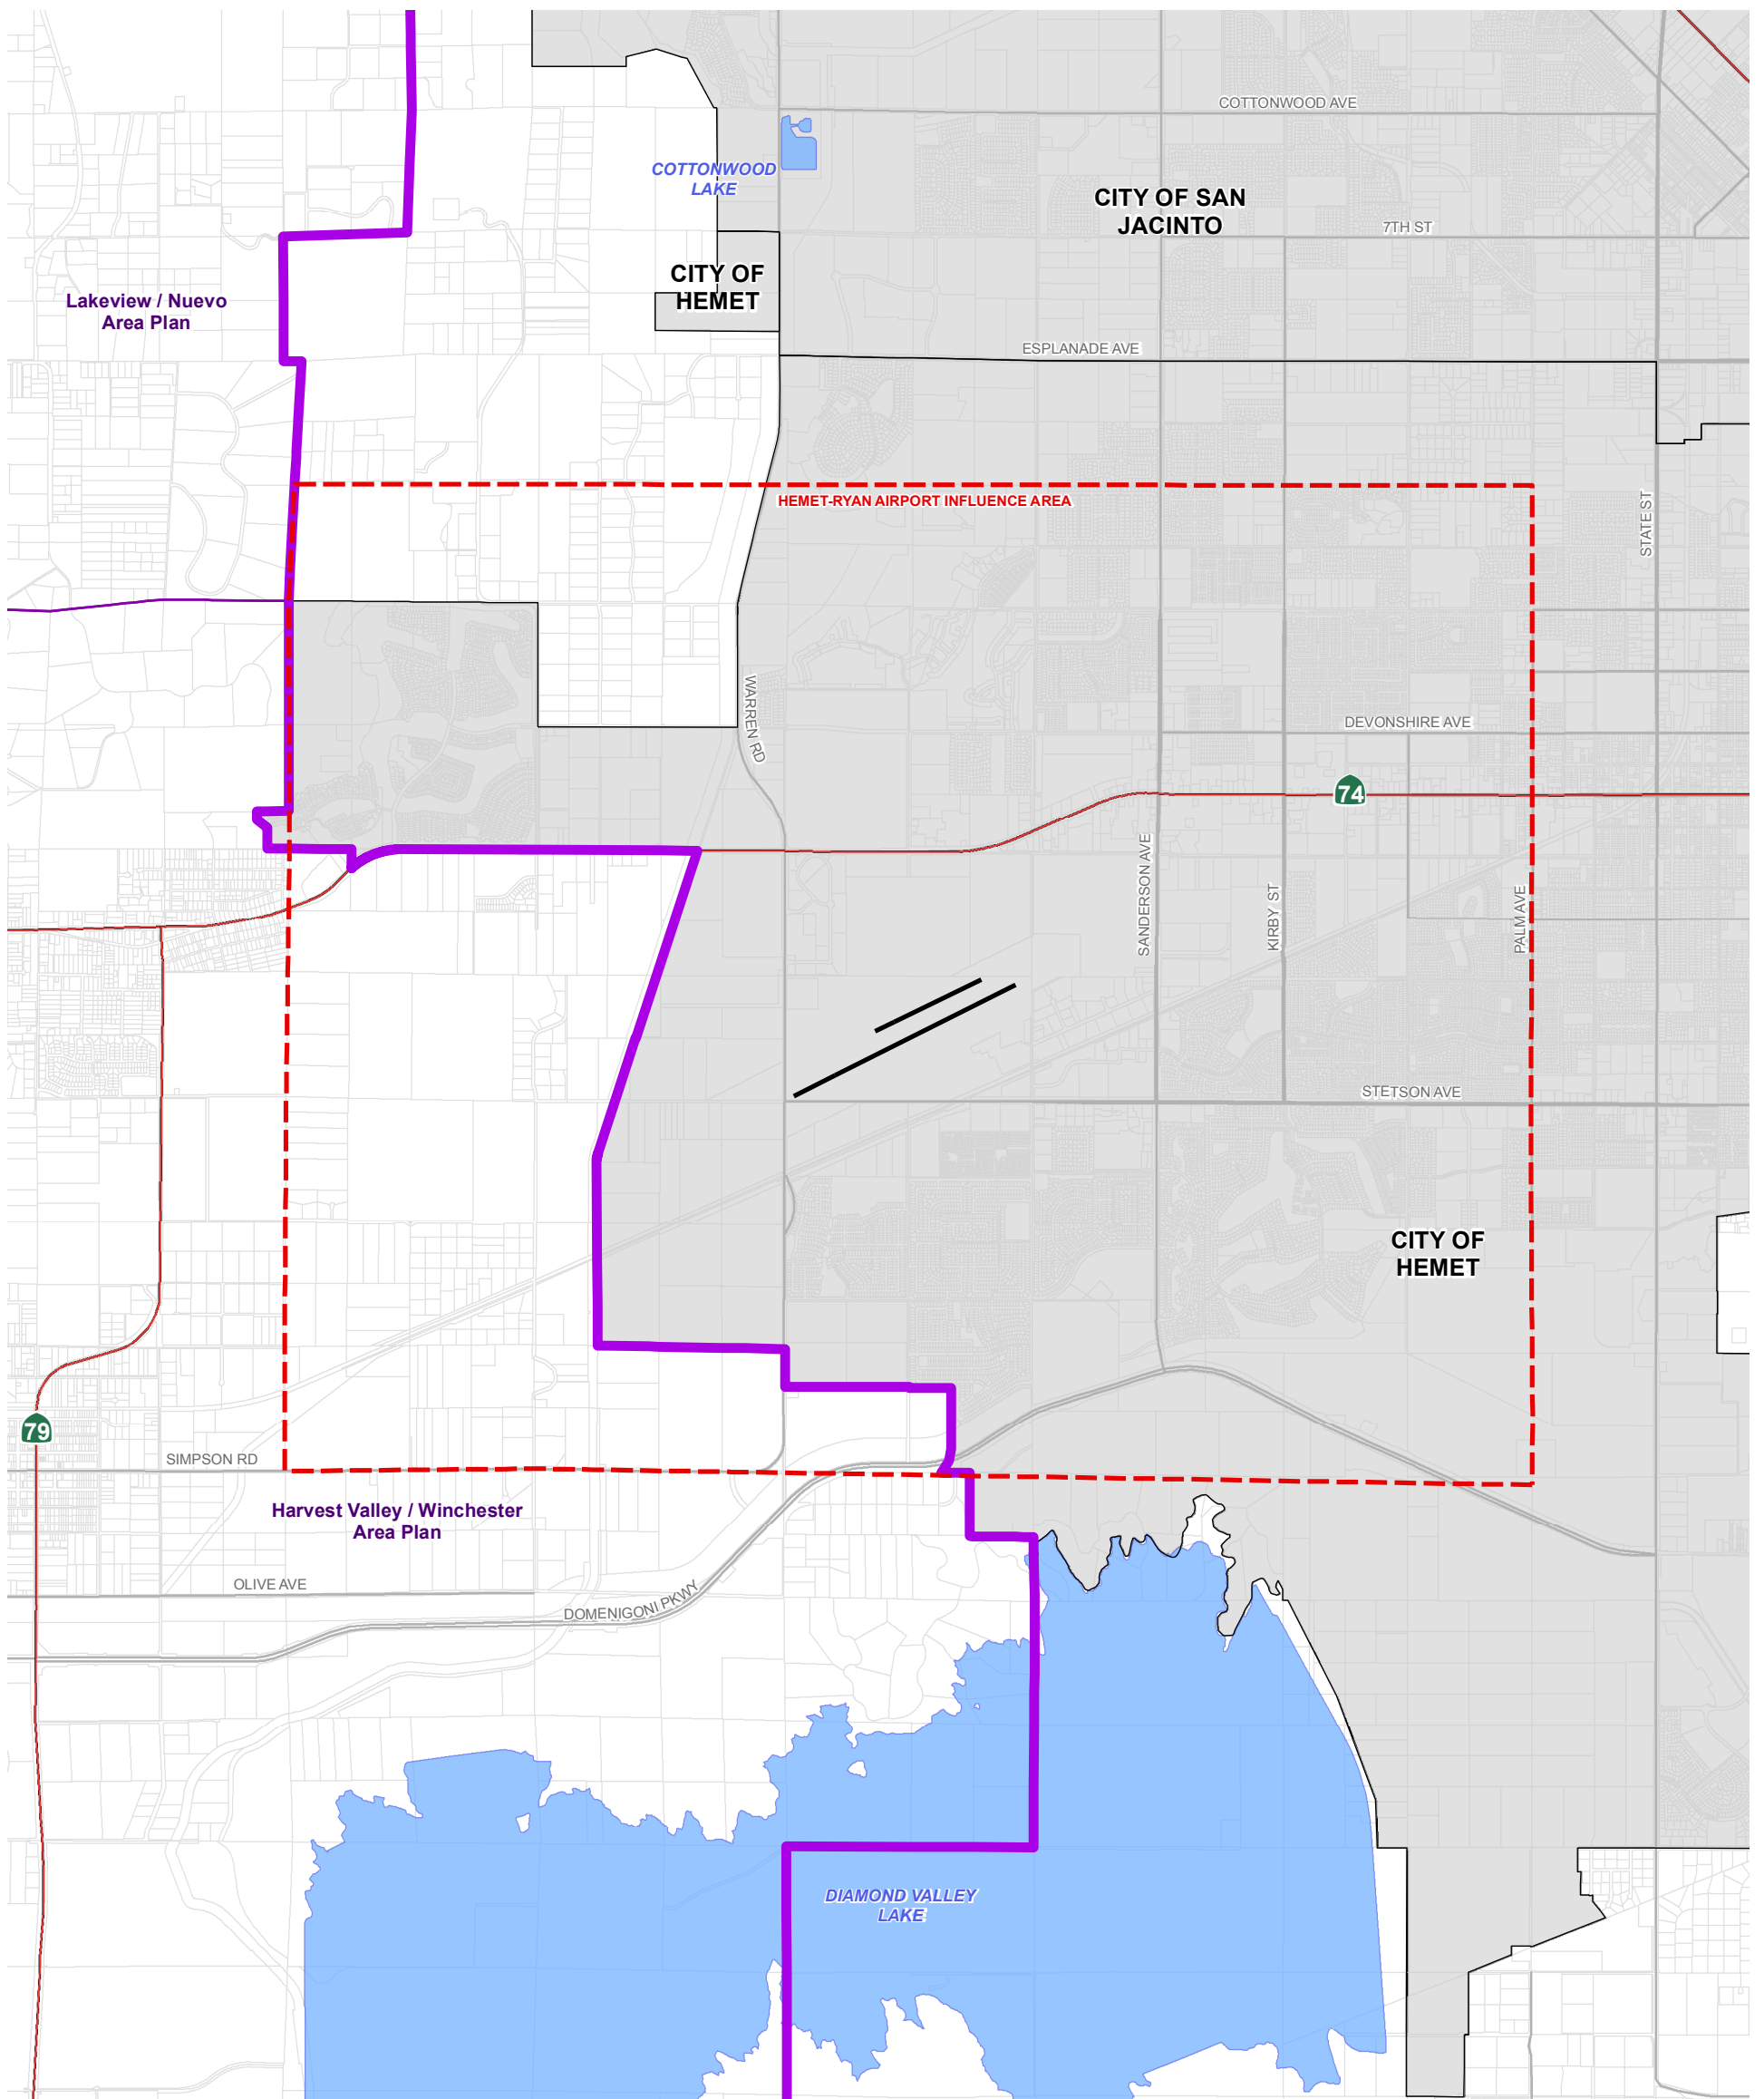 COTTONWOOD AVE
COTTONWOOD
LAKE
CITY OF SAN
JACINTO
7TH ST
CITY OF
HEMET
Lakeview / Nuevo
Area Plan
ESPLANADE AVE
HEMET-RYAN AIRPORT INFLUENCE AREA
STATE ST
WARREN RD
DEVONSHIRE AVE
74
SANDERSON AVE
KIRBY ST
PALM AVE
STETSON AVE
CITY OF
HEMET
79
SIMPSON RD
Harvest Valley / Winchester
Area Plan
OLIVE AVE
DOMENIGONI PKWY
DIAMOND VALLEY
LAKE